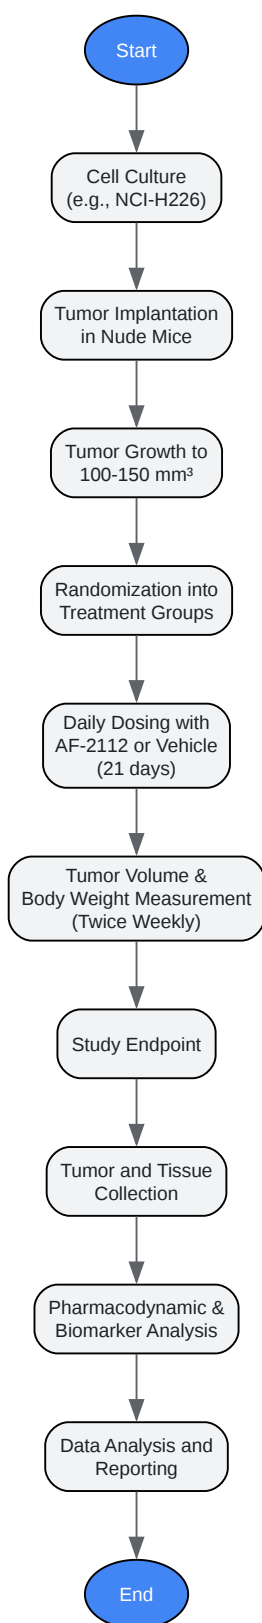 Start
Cell Culture
(e.g., NCI-H226)
Tumor Implantation
in Nude Mice
Tumor Growth to
100-150 mm³
Randomization into
Treatment Groups
Daily Dosing with
AF-2112 or Vehicle
(21 days)
Tumor Volume &
Body Weight Measurement
(Twice Weekly)
Study Endpoint
Tumor and Tissue
Collection
Pharmacodynamic &
Biomarker Analysis
Data Analysis and
Reporting
End